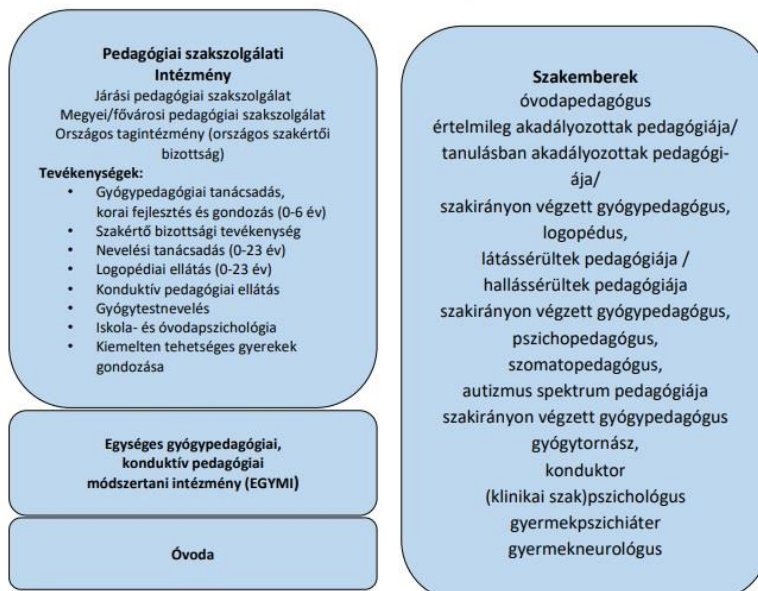 Pedagógiai szakszolgálati
Intézmény
Járási pedagógiai szakszolgálat
Megyei/fővárosi pedagógiai szakszolgálat
Országos tagintézmény (országos szakértői
bizottság)
Tevékenységek:
• Gyógypedagógiai tanácsadás,
korai fejlesztés és gondozás (0-6 év)
• Szakértő bizottsági tevékenység
• Nevelési tanácsadás (0-23 év)
• Logopédiai ellátás (0-23 év)
• Konduktív pedagógiai ellátás
• Gyógytestnevelés
• Iskola- és óvodapszichológia
• Kiemelten tehetséges gyerekek
gondozása
Egységes gyógypedagógiai,
konduktív pedagógiai
módszertani intézmény (EGYMI)
Óvoda
Szakemberek
óvodapedagógus
értelmileg akadályozottak pedagógiája/
tanulásban akadályozottak pedagógi-
ája/
szakirányon végzett gyógypedagógus,
logopédus,
látássérültek pedagógiája /
hallássérültek pedagógiája
szakirányon végzett gyógypedagógus,
pszichopedagógus,
szomatopedagógus,
autizmus spektrum pedagógiája
szakirányon végzett gyógypedagógus
gyógytornász,
konduktor
(klinikai szak)pszichológus
gyermekpszichiáter
gyermekneurológus